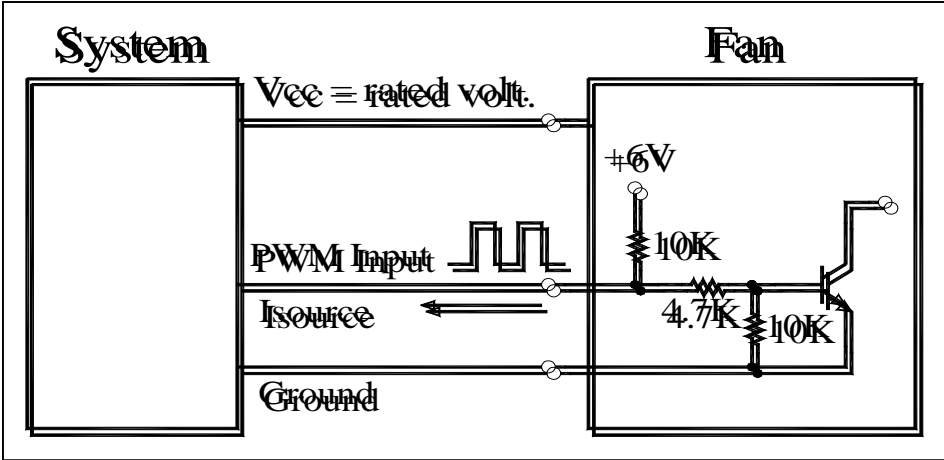 System
Fan
Vcc = rated volt.
+6V
10K
PWM Input
Isource
4.7K
10K
Ground